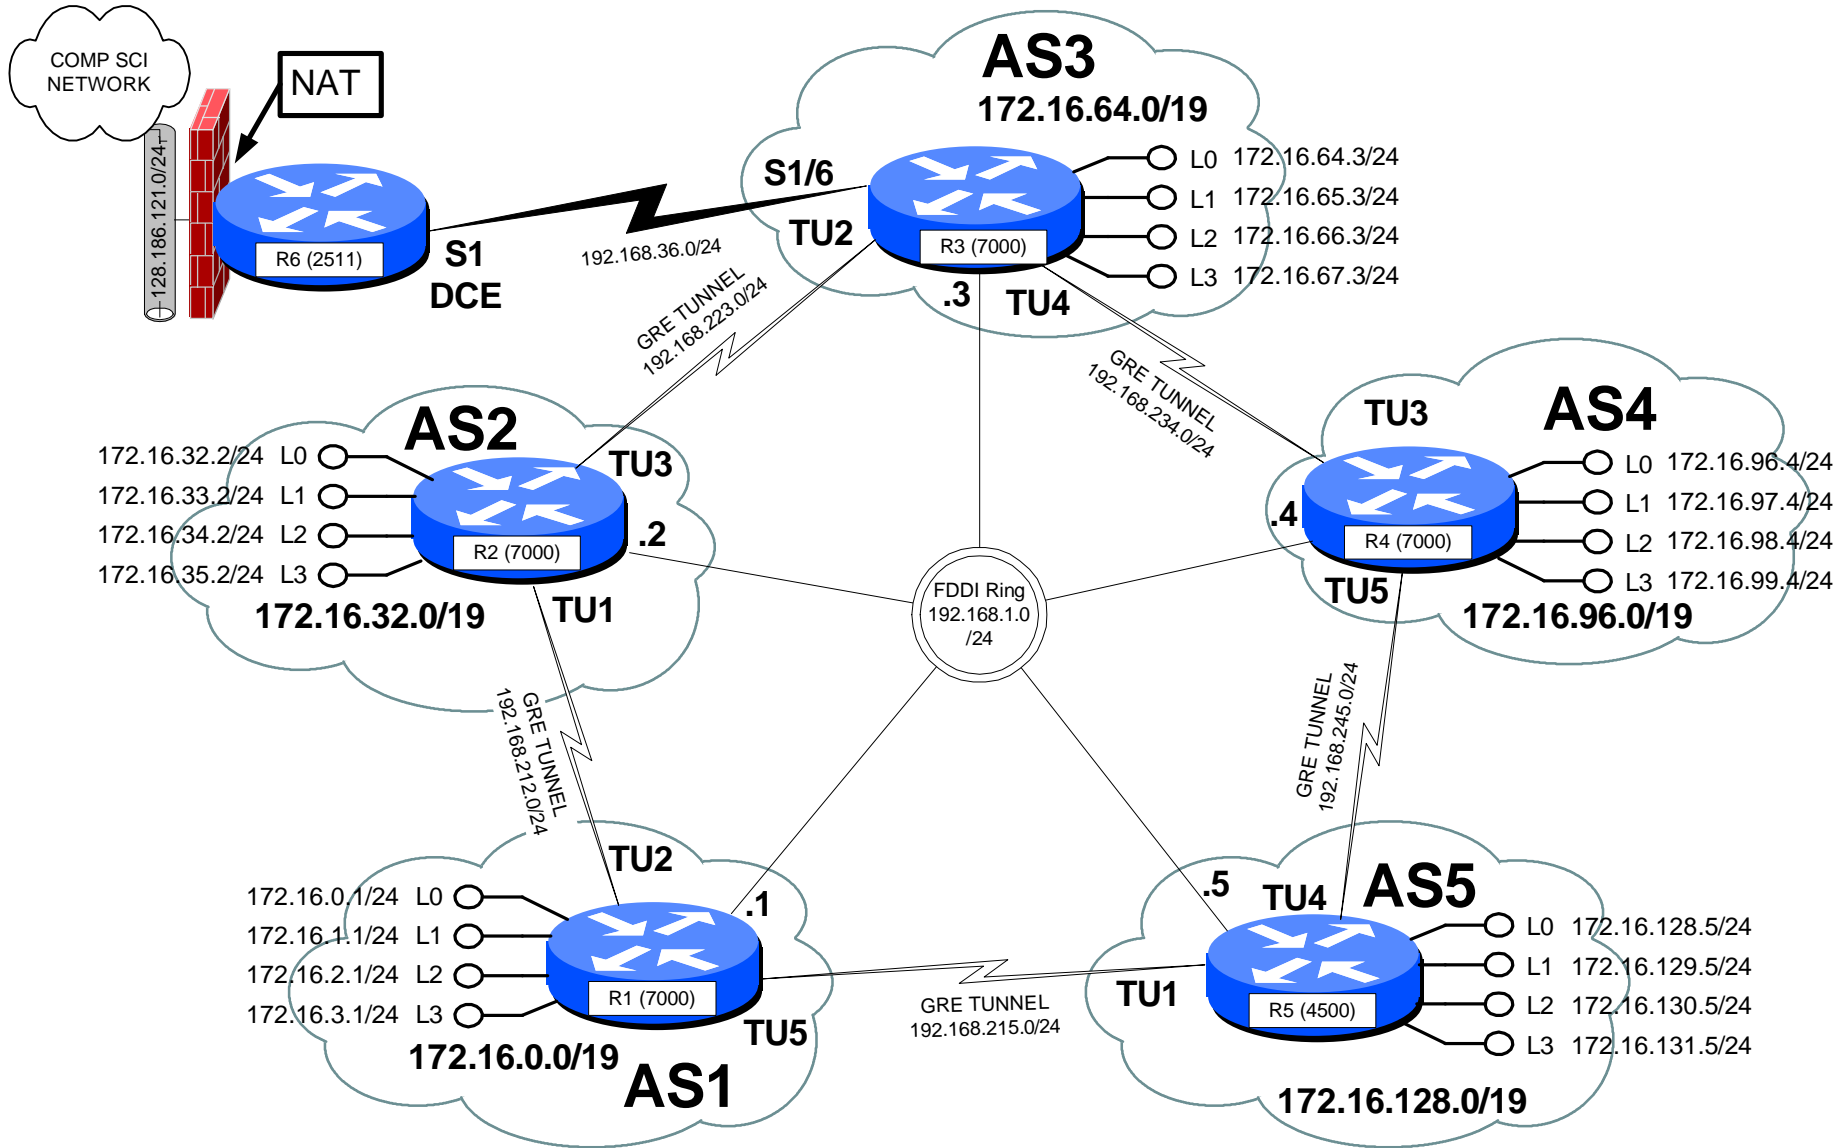 COMP SCI
NETWORK
NAT
128.186.121.0/24
R6 (2511)
S1
DCE
192.168.36.0/24
AS3
172.16.64.0/19
S1/6
TU2
R3 (7000)
L0 172.16.64.3/24
L1 172.16.65.3/24
L2 172.16.66.3/24
L3 172.16.67.3/24
.3
TU4
GRE TUNNEL
192.168.223.0/24
GRE TUNNEL
192.168.234.0/24
AS2
172.16.32.2/24 L0
172.16.33.2/24 L1
172.16.34.2/24 L2
172.16.35.2/24 L3
172.16.32.0/19
R2 (7000)
TU3
.2
TU1
FDDI Ring
192.168.1.0
/24
TU3
AS4
.4
R4 (7000)
TU5
L0 172.16.96.4/24
L1 172.16.97.4/24
L2 172.16.98.4/24
L3 172.16.99.4/24
172.16.96.0/19
GRE TUNNEL
192.168.212.0/24
GRE TUNNEL
192.168.245.0/24
TU2
172.16.0.1/24 L0
172.16.1.1/24 L1
172.16.2.1/24 L2
172.16.3.1/24 L3
172.16.0.0/19
R1 (7000)
.1
TU5
AS1
GRE TUNNEL
192.168.215.0/24
.5
TU4
AS5
TU1
R5 (4500)
L0 172.16.128.5/24
L1 172.16.129.5/24
L2 172.16.130.5/24
L3 172.16.131.5/24
172.16.128.0/19